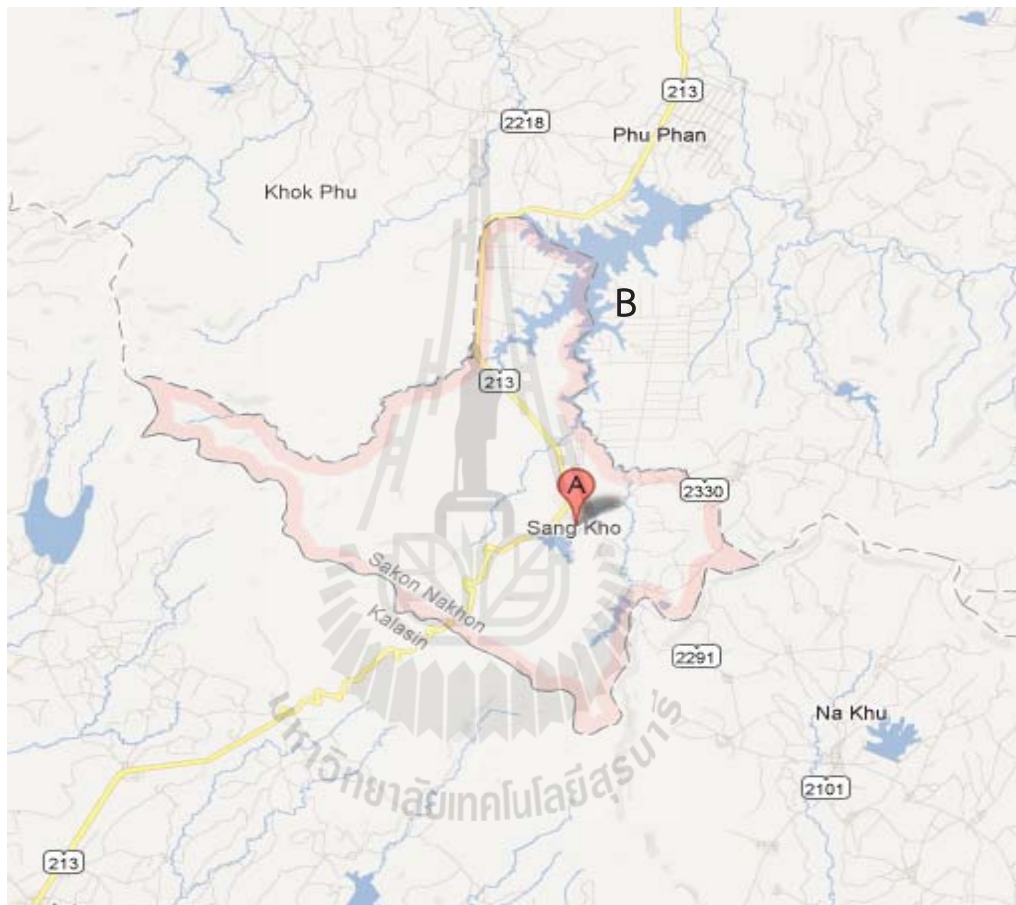 213
2218
Phu Phan
Khok Phu
B
213
A
2330
Sang Kho
Sakon Nakhon
Kalasin
2291
Na Khu
2101
213
มหาวิทยาลัยเทคโนโลยีสุรนารี